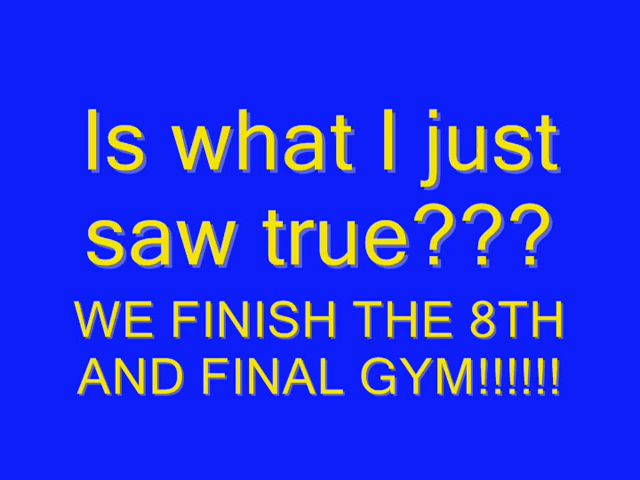 Is what I just
saw true???
WE FINISH THE 8TH
AND FINAL GYM!!!!!!